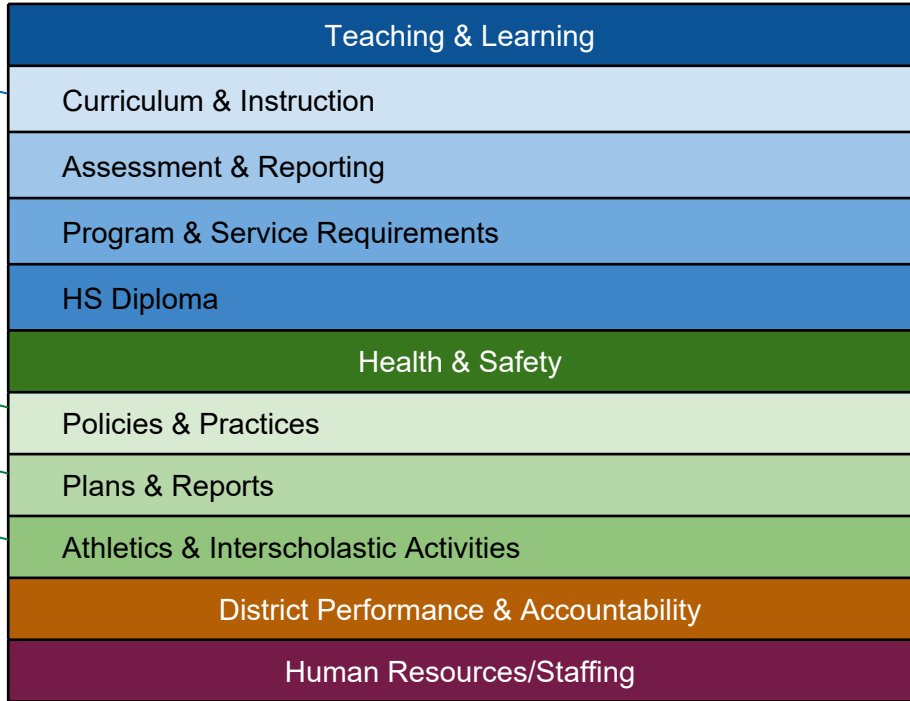 Teaching & Learning
Curriculum & Instruction
Assessment & Reporting
Program & Service Requirements
HS Diploma
Health & Safety
Policies & Practices
Plans & Reports
Athletics & Interscholastic Activities
District Performance & Accountability
Human Resources/Staffing